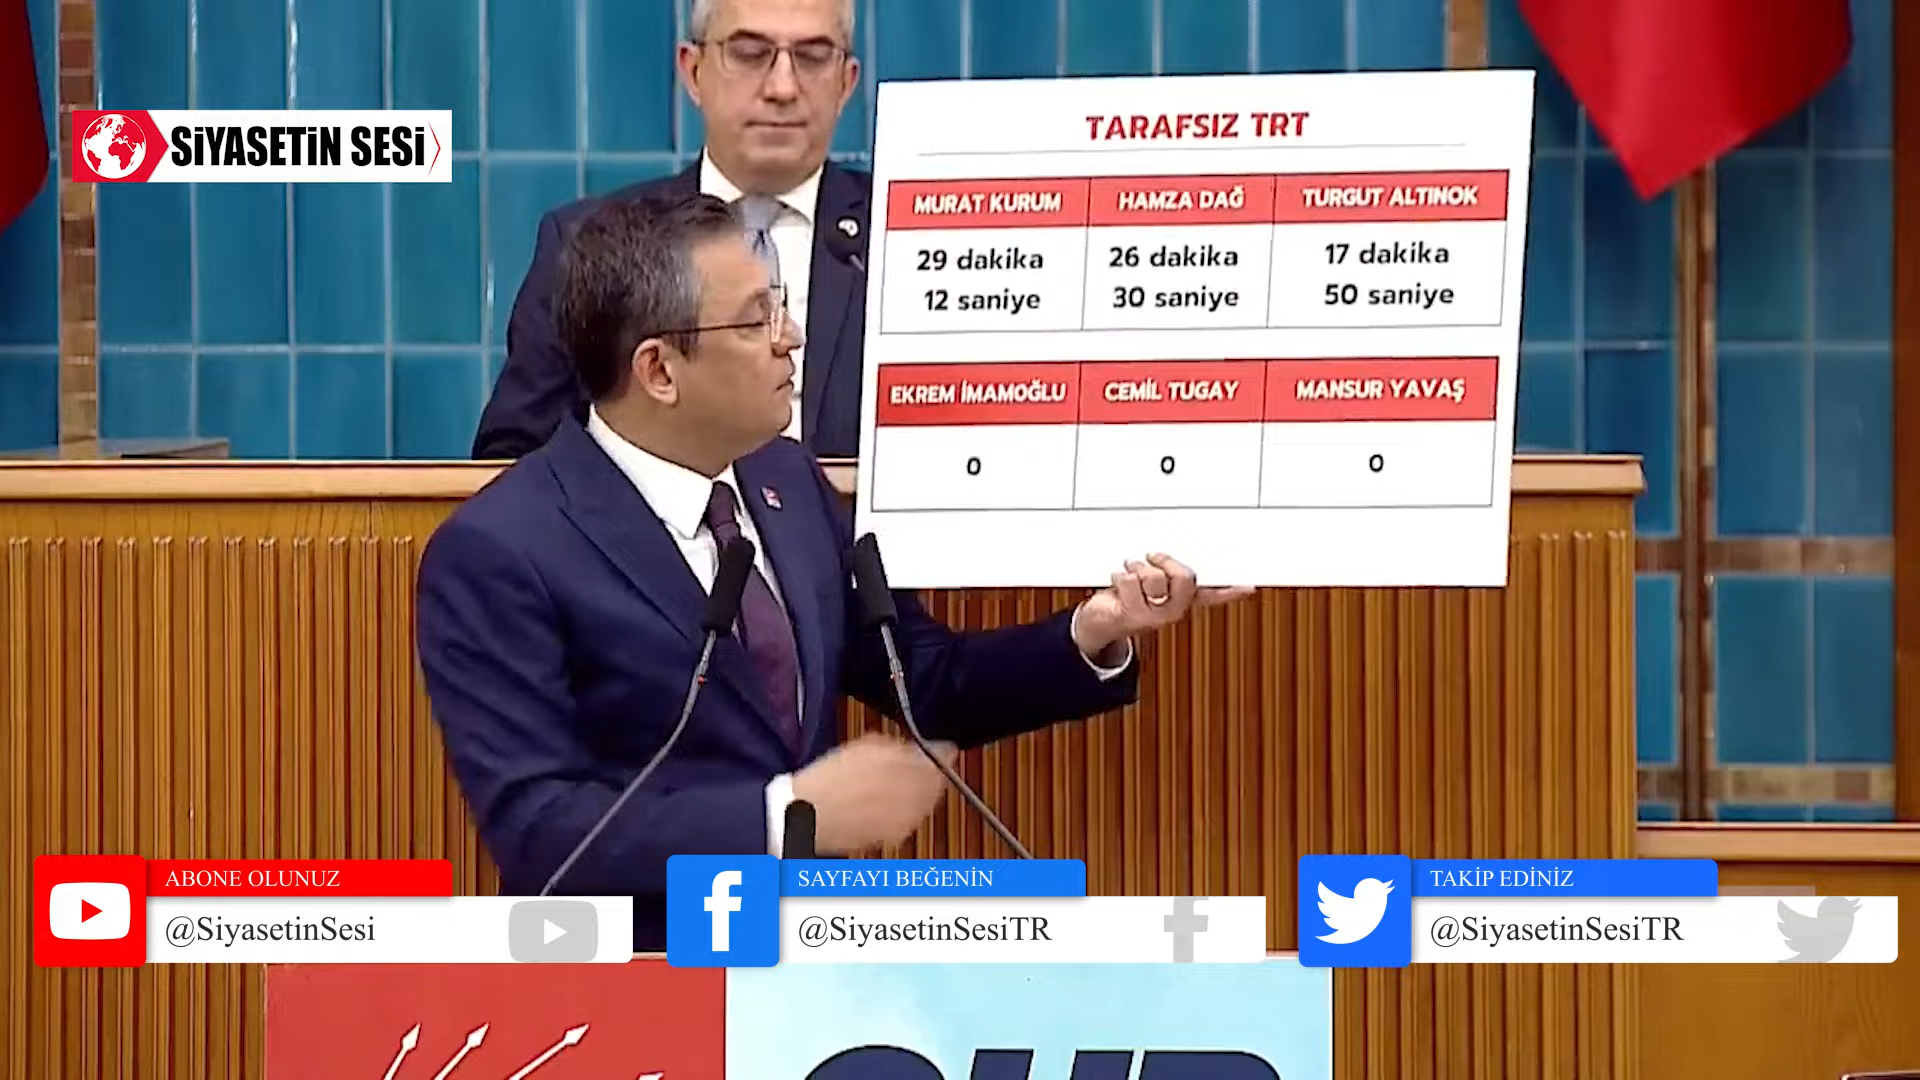 SİYASETİN SESİ
TARAFSIZ TRT
MURAT KURUM HAMZA DAĞ TURGUT ALTINOK
29 dakika 26 dakika 17 dakika
12 saniye 30 saniye 50 saniye
EKREM İMAMOĞLU CEMİL TUGAY MANSUR YAVAŞ
0 0 0
ABONE OLUNUZ
@SiyasetinSesi
SAYFAYI BEĞENİN
@SiyasetinSesiTR
TAKİP EDİNİZ
@SiyasetinSesiTR
CHP